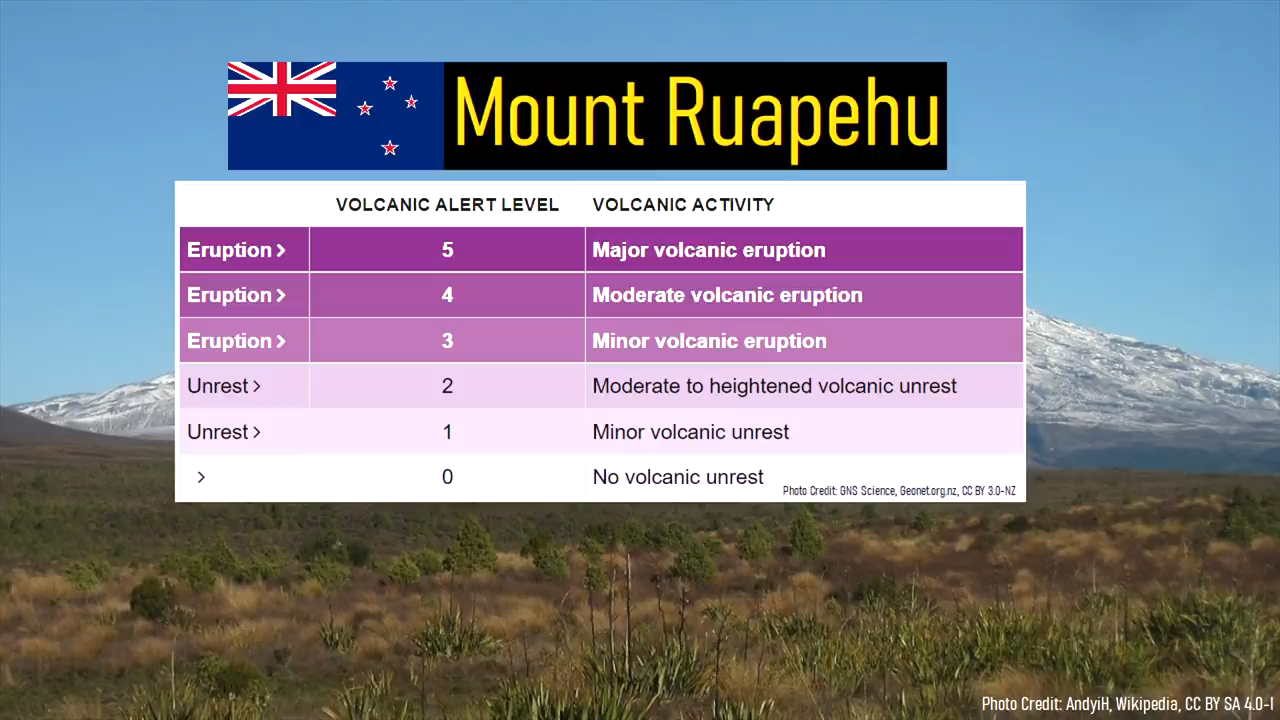 Mount Ruapehu
VOLCANIC ALERT LEVEL VOLCANIC ACTIVITY
Eruption > 5 Major volcanic eruption
Eruption > 4 Moderate volcanic eruption
Eruption > 3 Minor volcanic eruption
Unrest > 2 Moderate to heightened volcanic unrest
Unrest > 1 Minor volcanic unrest
> 0 No volcanic unrest
Photo Credit: GNS Science, Geonet.org.nz, CC BY 3.0-NZ
Photo Credit: AndyiH, Wikipedia, CC BY SA 4.0-I